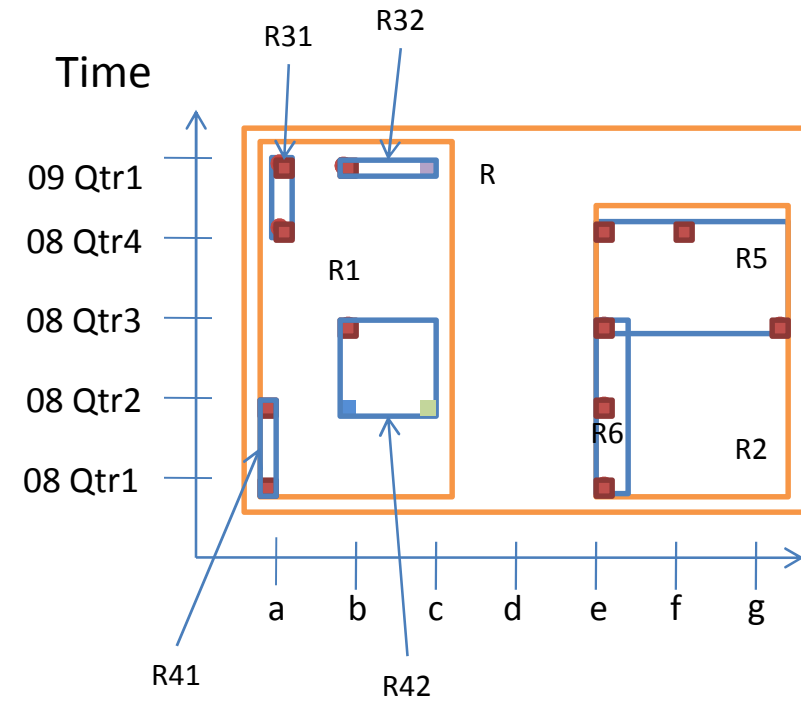 R31
R32
Time
09 Qtr1
R
08 Qtr4
R5
R1
08 Qtr3
08 Qtr2
R6
R2
08 Qtr1
a b c d e f g
R41
R42